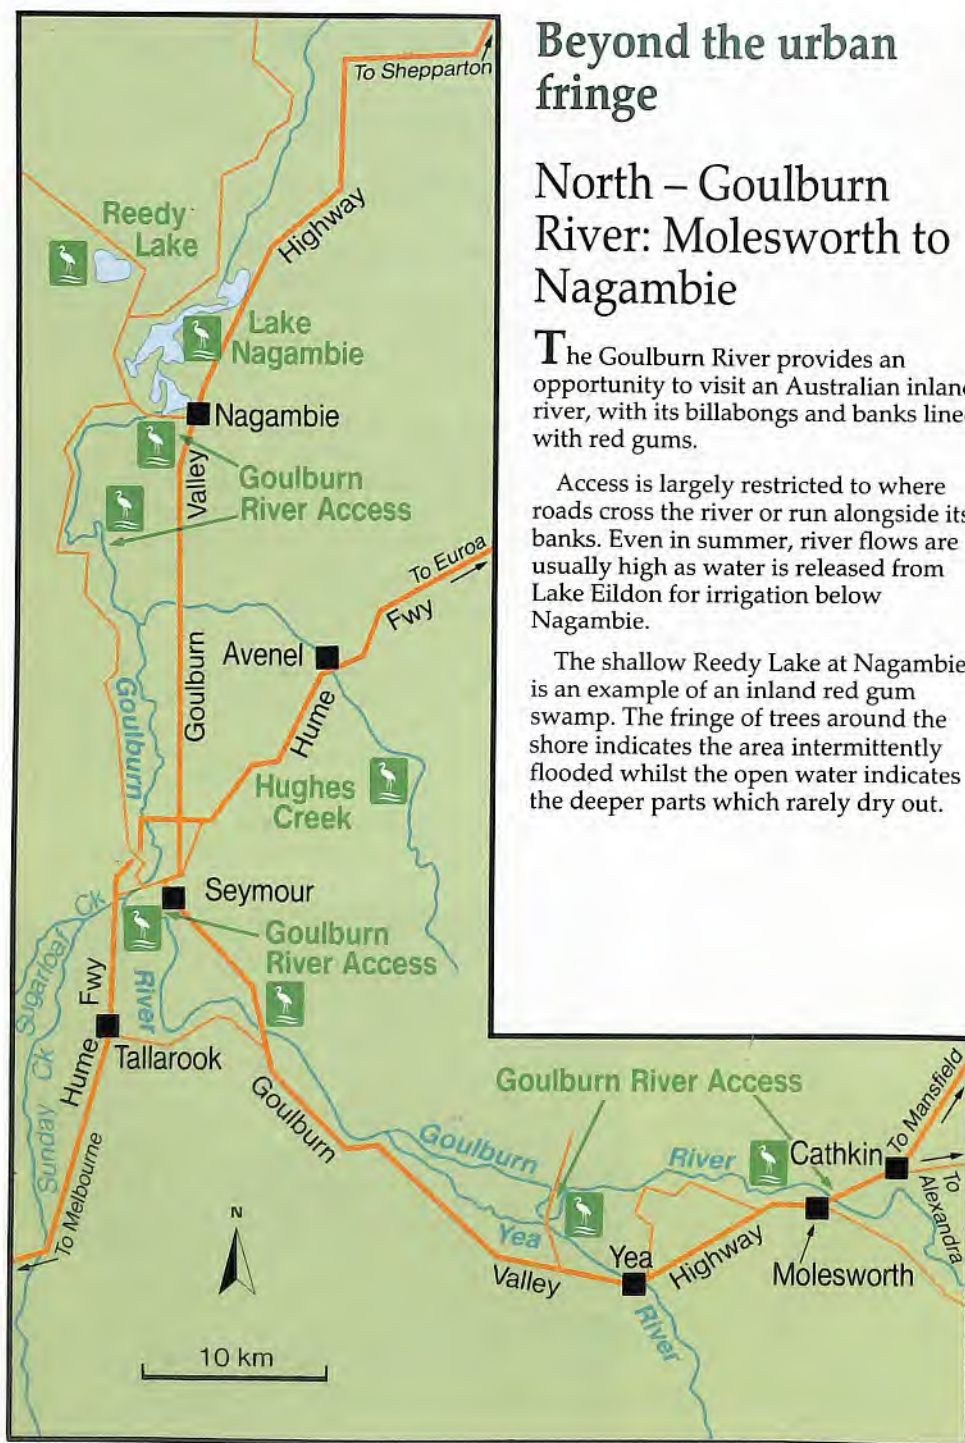 Beyond the urban
fringe
North – Goulburn
River: Molesworth to
Nagambie
The Goulburn River provides an
opportunity to visit an Australian inland
river, with its billabongs and banks line
with red gums.
Access is largely restricted to where
roads cross the river or run alongside its
banks. Even in summer, river flows are
usually high as water is released from
Lake Eildon for irrigation below
Nagambie.
The shallow Reedy Lake at Nagambie
is an example of an inland red gum
swamp. The fringe of trees around the
shore indicates the area intermittently
flooded whilst the open water indicates
the deeper parts which rarely dry out.
To Shepparton
Highway
Reedy
Lake
Lake
Nagambie
Nagambie
Valley
Goulburn
River Access
To Euroa
Fwy
Avenel
Goulburn
Goulburn
Hume
Hughes
Creek
Seymour
Ck
Sugarloaf
Goulburn
River Access
Fwy
River
Tallarook
Hume
Sunday Ck
To Melbourne
Goulburn
Goulburn River Access
Goulburn
River
Cathkin
To Mansfield
To
Alexandra
Yea
Yea
Valley
Highway
Molesworth
River
N
10 km